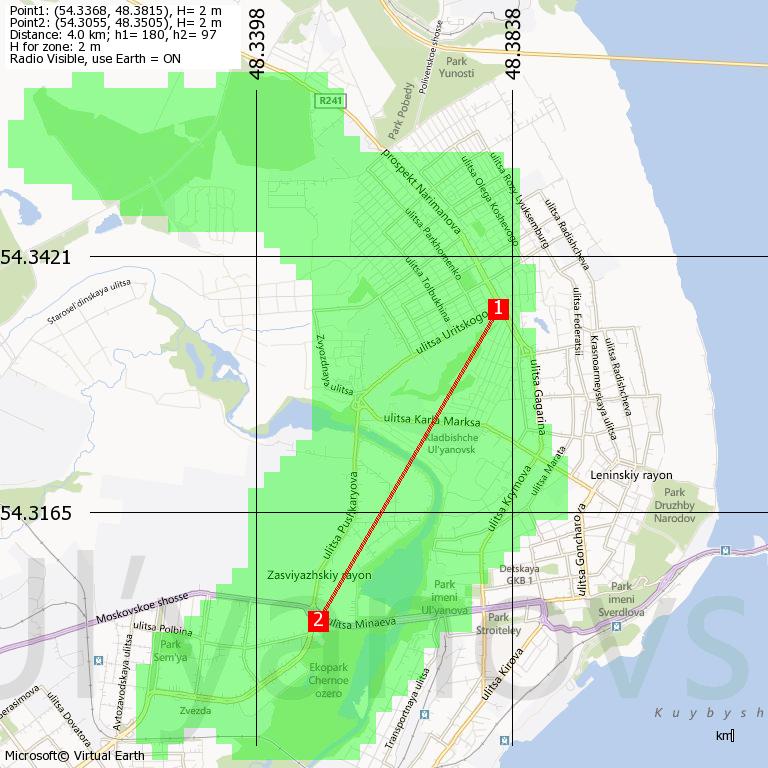 Point1: (54.3368, 48.3815), H= 2 m
Point2: (54.3055, 48.3505), H= 2 m
Distance: 4.0 km; h1= 180, h2= 97
H for zone: 2 m
Radio Visible, use Earth = ON
48.3398
48.3838
Polivenskoe shosse
Park
Yunosti
R241
Park Pobedy
prospekt Narimanova
ulitsa Olega Koshevogo
ulitsa Rozy Lyuksemburg
ulitsa Radishcheva
ulitsa Parkhomenko
ulitsa Tolbukhina
54.3421
Starosel'dinskaya ulitsa
1
ulitsa Uritskogo
ulitsa Federatsii
Krasnoarmeyskaya ulitsa
ulitsa Radishcheva
Zvyozdnaya ulitsa
ulitsa Gagarina
ulitsa Karla Marksa
Kladbishche
Ul'yanovsk
ulitsa Marata
Leninskiy rayon
ulitsa Pushkaryova
ulitsa Krymova
Park
Druzhby
Narodov
54.3165
ulitsa Goncharova
Zasviyazhskiy rayon
Detskaya
GKB 1
Park
imeni
Ul'yanova
Park
imeni
Sverdlova
Moskovskoe shosse
2
ulitsa Minaeva
Park
Stroiteley
ulitsa Polbina
Park
Sem'ya
Avtozavodskaya ulitsa
Ekopark
Chernoe
ozero
ulitsa Kirova
Transportnaya ulitsa
Zvezda
ulitsa Dovatora
Gerasimova
Kuybysh
km
Microsoft© Virtual Earth